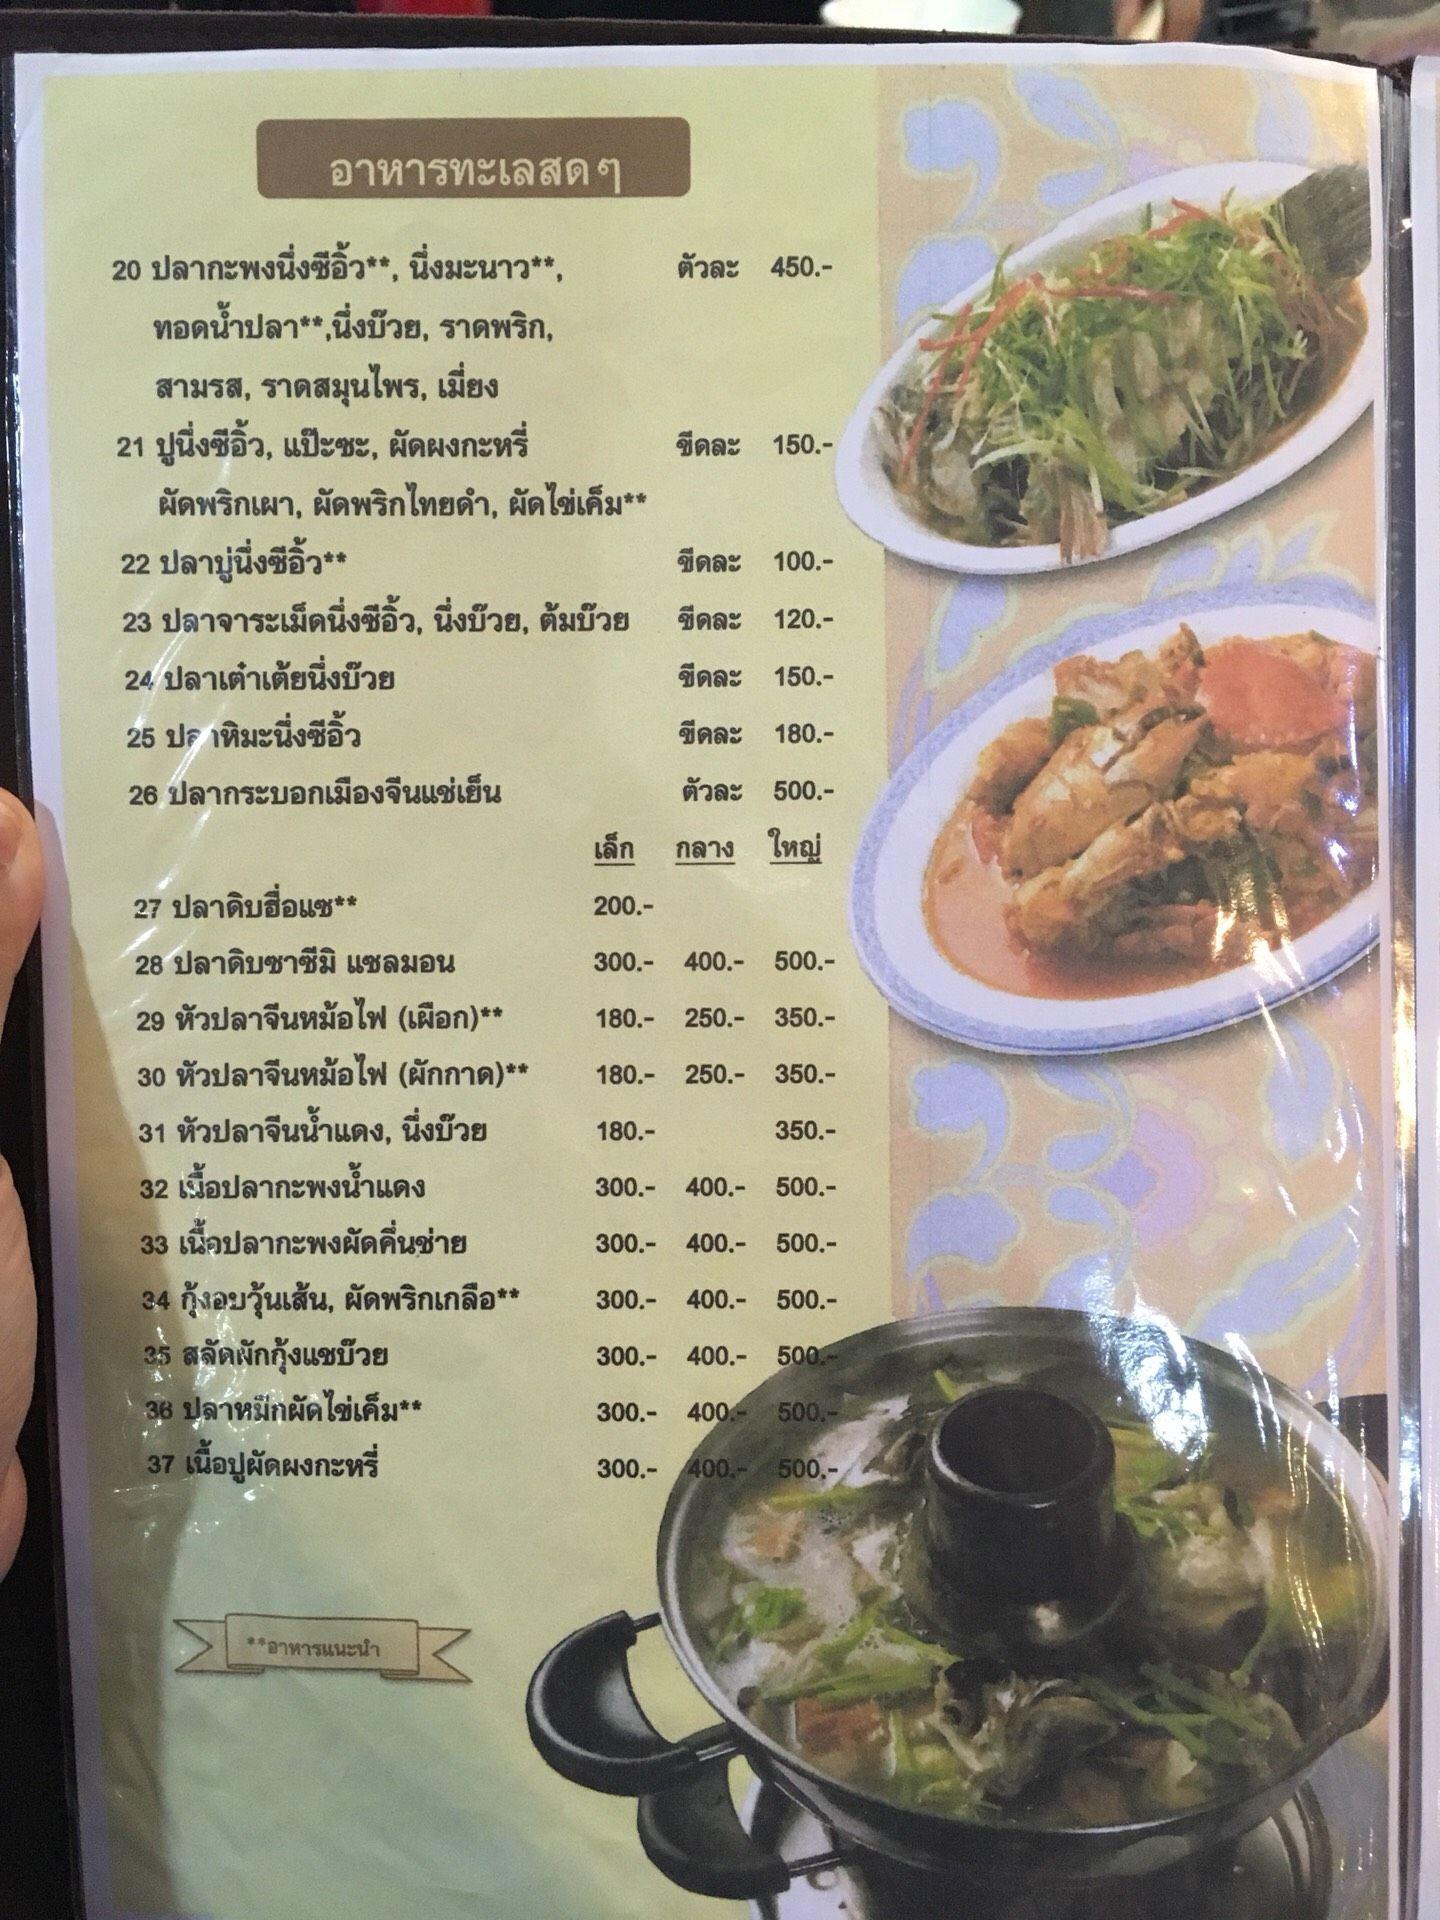 อาหารทะเลสด ๆ
20 ปลากะพงนึ่งซีอิ้ว**, นึ่งมะนาว**, ตัวละ 450.-
ทอดน้ำปลา**,นึ่งบ๊วย, ราดพริก,
สามรส, ราดสมุนไพร, เมี่ยง
21 ปูนึ่งซีอิ้ว, แป๊ะซะ, ผัดผงกะหรี่ ขีดละ 150.-
ผัดพริกเผา, ผัดพริกไทยดำ, ผัดไข่เค็ม**
22 ปลาบู่นึ่งซีอิ้ว** ขีดละ 100.-
23 ปลาจาระเม็ดนึ่งซีอิ้ว, นึ่งบ๊วย, ต้มบ๊วย ขีดละ 120.-
24 ปลาเต๋าเต้ยนึ่งบ๊วย ขีดละ 150.-
25 ปลาหิมะนึ่งซีอิ้ว ขีดละ 180.-
26 ปลากระบอกเมืองจีนแช่เย็น ตัวละ 500.-
เล็ก กลาง ใหญ่
27 ปลาดิบฮื่อแซ** 200.-
28 ปลาดิบซาซีมิ แซลมอน 300.- 400.- 500.-
29 หัวปลาจีนหม้อไฟ (เผือก)** 180.- 250.- 350.-
30 หัวปลาจีนหม้อไฟ (ผักกาด)** 180.- 250.- 350.-
31 หัวปลาจีนน้ำแดง, นึ่งบ๊วย 180.- 350.-
32 เนื้อปลากะพงน้ำแดง 300.- 400.- 500.-
33 เนื้อปลากะพงผัดคึ่นช่าย 300.- 400.- 500.-
34 กุ้งอบวุ้นเส้น, ผัดพริกเกลือ** 300.- 400.- 500.-
35 สลัดผักกุ้งแชบ๊วย 300.- 400.- 500.-
36 ปลาหมึกผัดไข่เค็ม** 300.- 400.- 500.-
37 เนื้อปูผัดผงกะหรี่ 300.- 400.- 500.-
**อาหารแนะนำ